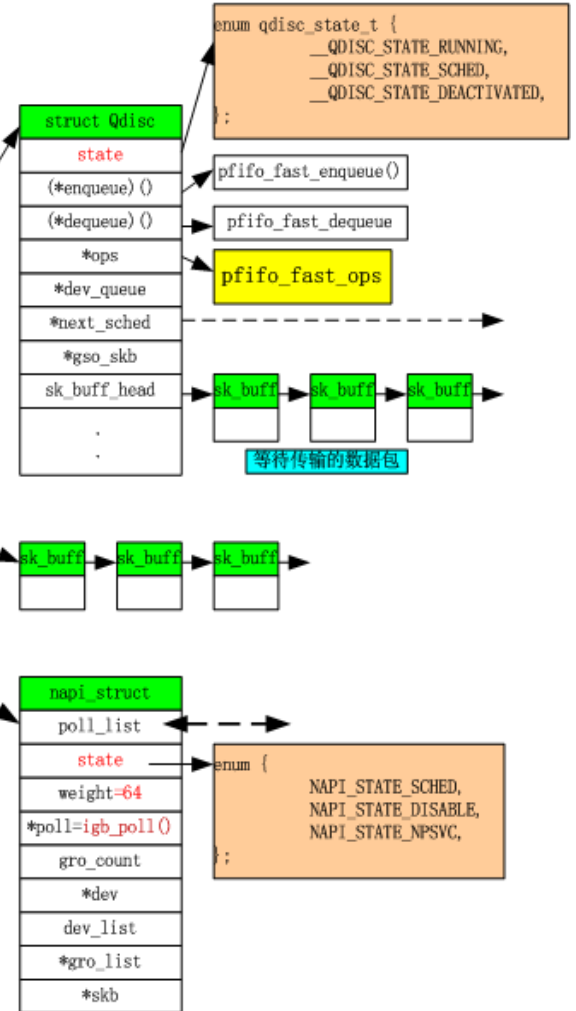 enum qdisc_state_t {
__QDISC_STATE_RUNNING,
__QDISC_STATE_SCHED,
__QDISC_STATE_DEACTIVATED,
};
struct Qdisc
state
(*enqueue)()
(*dequeue)()
*ops
*dev_queue
*next_sched
*gso_skb
sk_buff_head
.
.
pfifo_fast_enqueue()
pfifo_fast_dequeue
pfifo_fast_ops
sk_buff
sk_buff
sk_buff
等待传输的数据包
sk_buff
sk_buff
sk_buff
napi_struct
poll_list
state
weight=64
*poll=igb_poll()
gro_count
*dev
dev_list
*gro_list
*skb
enum {
NAPI_STATE_SCHED,
NAPI_STATE_DISABLE,
NAPI_STATE_NPSVC,
};